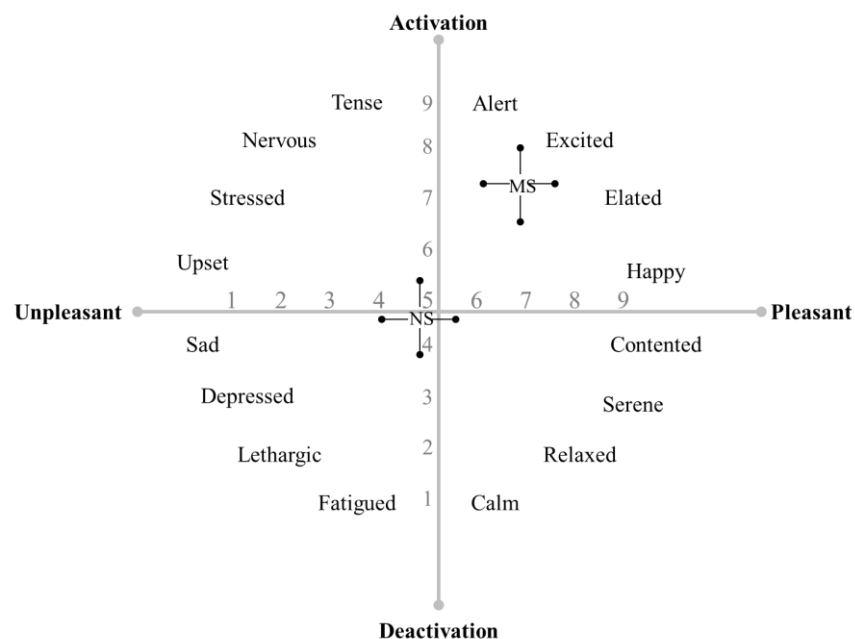 Activation
Tense 9 Alert
Nervous 8 Excited
MS
Stressed 7 Elated
6
Upset Happy
1 2 3 4 5 6 7 8 9
Unpleasant Pleasant
NS
Sad 4 Contented
Depressed 3 Serene
Lethargic 2 Relaxed
Fatigued 1 Calm
Deactivation